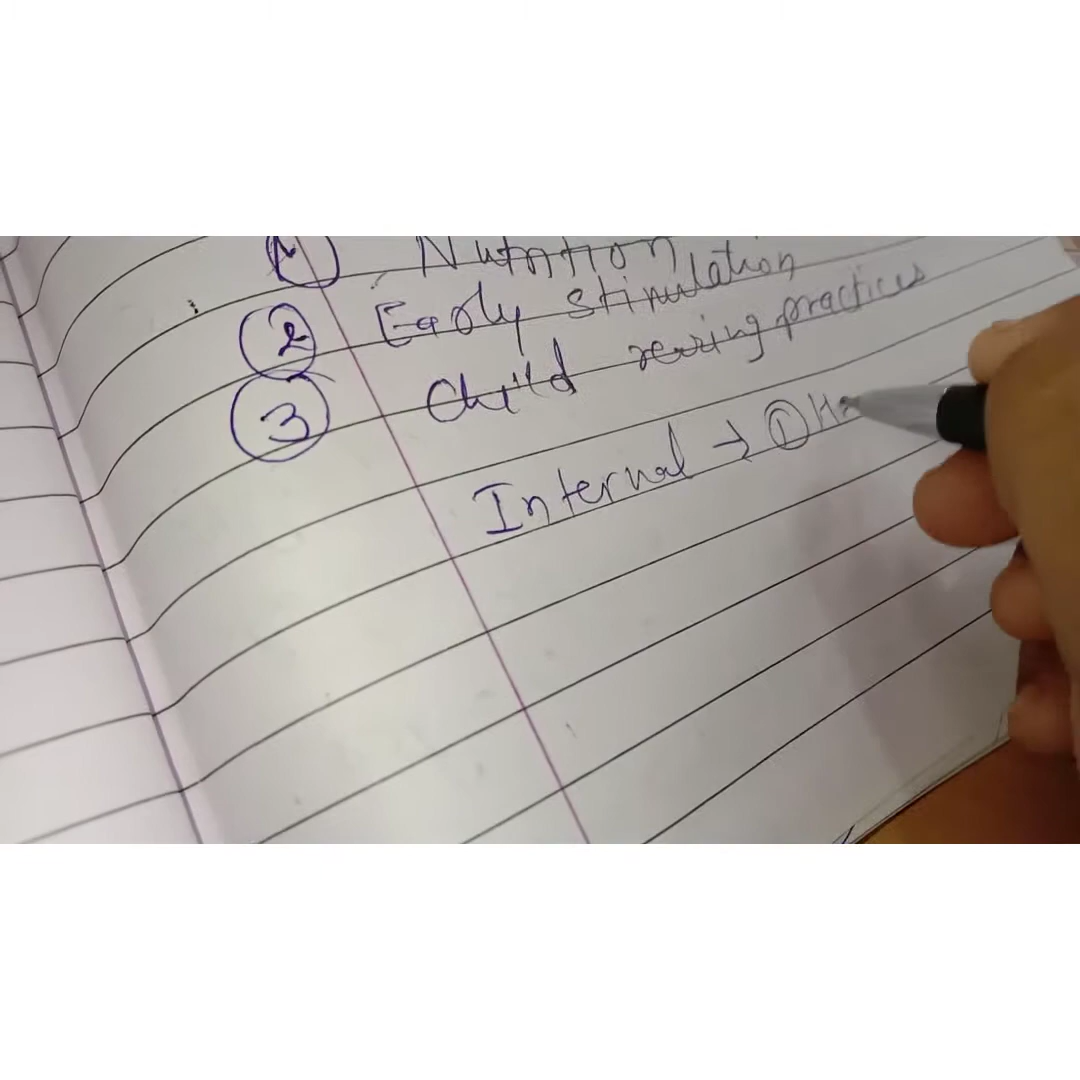 ① Nutrition
② Early stimulation
③ Child rearing practices
Internal → ①